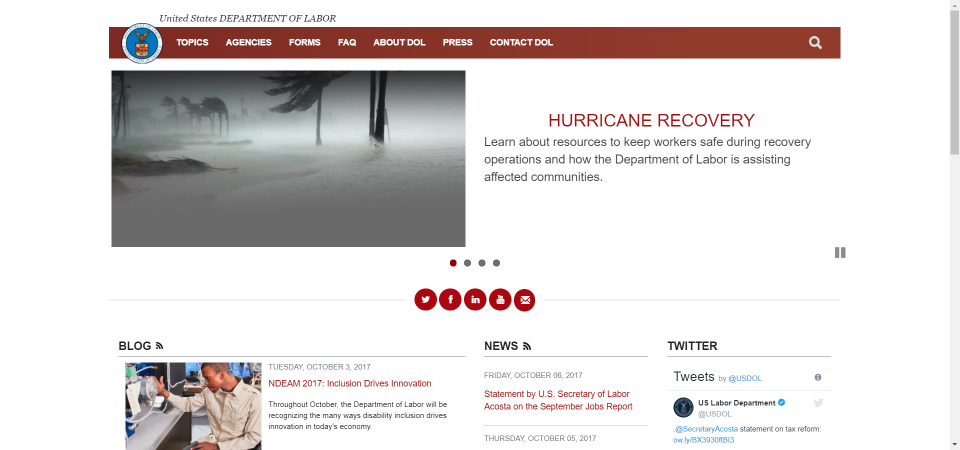 United States DEPARTMENT OF LABOR
TOPICS AGENCIES FORMS FAQ ABOUT DOL PRESS CONTACT DOL
HURRICANE RECOVERY
Learn about resources to keep workers safe during recovery
operations and how the Department of Labor is assisting
affected communities.
BLOG
TUESDAY, OCTOBER 3, 2017
NDEAM 2017: Inclusion Drives Innovation
Throughout October, the Department of Labor will be
recognizing the many ways disability inclusion drives
innovation in today's economy.
NEWS
FRIDAY, OCTOBER 06, 2017
Statement by U.S. Secretary of Labor
Acosta on the September Jobs Report
THURSDAY, OCTOBER 05, 2017
TWITTER
Tweets by @USDOL
US Labor Department
@USDOL
.@SecretaryAcosta statement on tax reform:
ow.ly/BX3930ftBI3